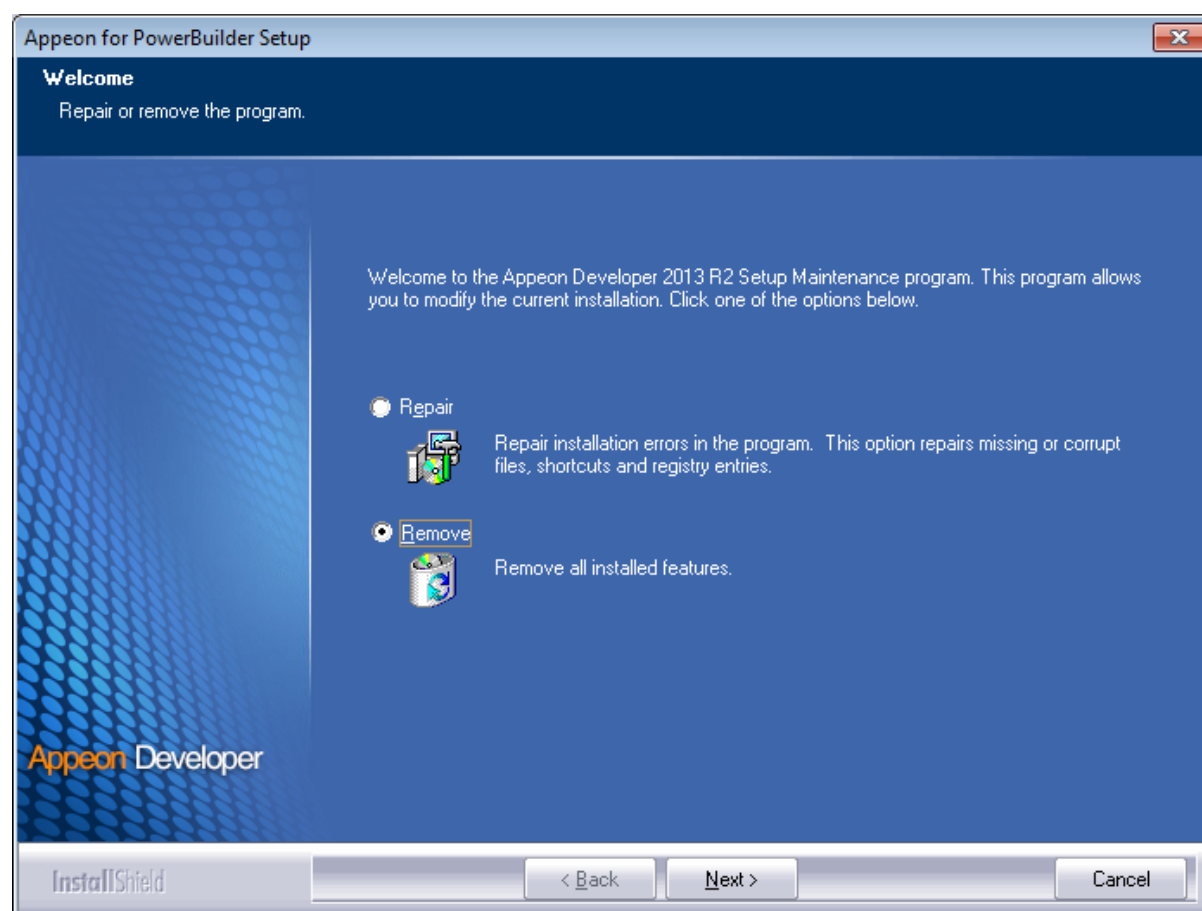 Appeon for PowerBuilder Setup
Welcome
Repair or remove the program.
Welcome to the Appeon Developer 2013 R2 Setup Maintenance program. This program allows
you to modify the current installation. Click one of the options below.
Repair
Repair installation errors in the program.  This option repairs missing or corrupt
files, shortcuts and registry entries.
Remove
Remove all installed features.
Appeon Developer
InstallShield
< Back
Next >
Cancel